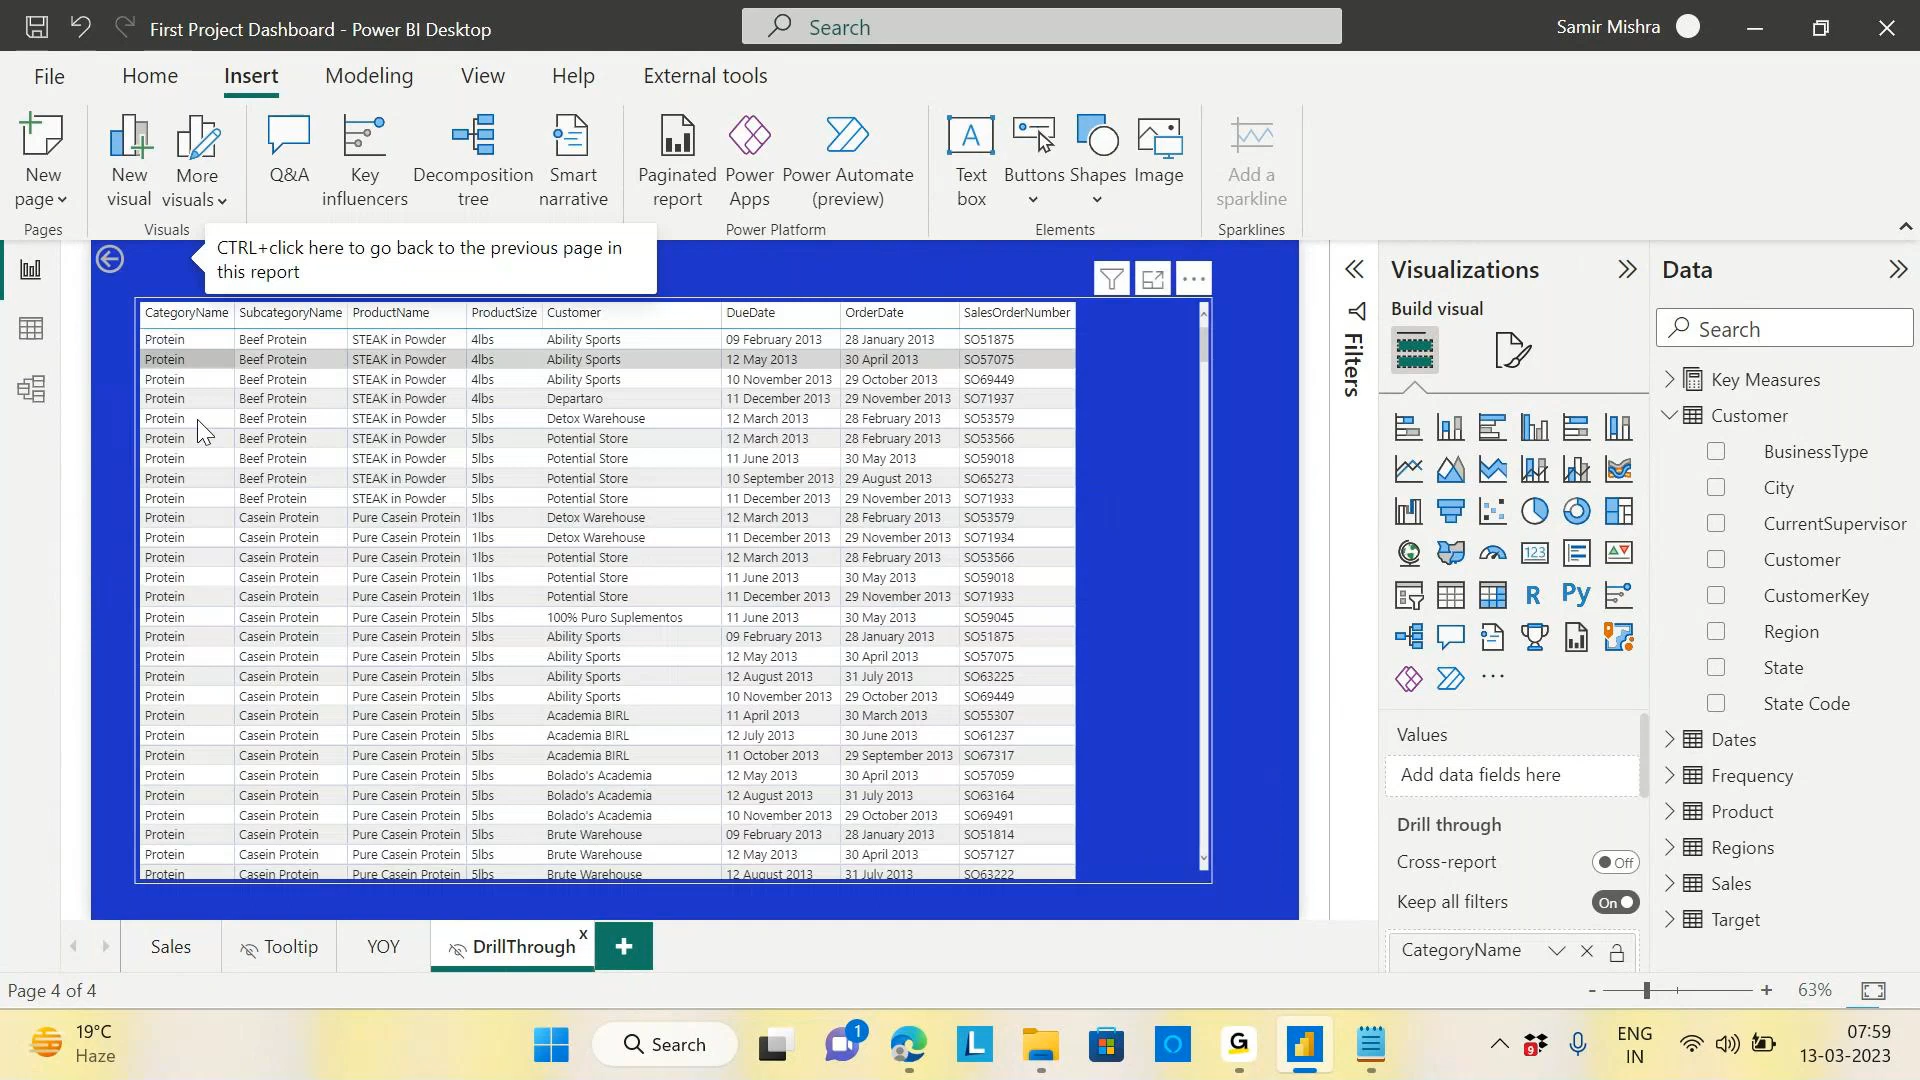 First Project Dashboard - Power BI Desktop
Search
Samir Mishra
File Home Insert Modeling View Help External tools
New page
New visual
More visuals
Q&A
Key influencers
Decomposition tree
Smart narrative
Paginated report
Power Apps
Power Automate (preview)
Text box
Buttons
Shapes
Image
Add a sparkline
Pages
Visuals
Power Platform
Elements
Sparklines
CTRL+click here to go back to the previous page in
this report
CategoryName SubcategoryName ProductName ProductSize Customer DueDate OrderDate SalesOrderNumber
Protein Beef Protein STEAK in Powder 4lbs Ability Sports 09 February 2013 28 January 2013 SO51875
Protein Beef Protein STEAK in Powder 4lbs Ability Sports 12 May 2013 30 April 2013 SO57075
Protein Beef Protein STEAK in Powder 4lbs Ability Sports 10 November 2013 29 October 2013 SO69449
Protein Beef Protein STEAK in Powder 4lbs Departaro 11 December 2013 29 November 2013 SO71937
Protein Beef Protein STEAK in Powder 5lbs Detox Warehouse 12 March 2013 28 February 2013 SO53579
Protein Beef Protein STEAK in Powder 5lbs Potential Store 12 March 2013 28 February 2013 SO53566
Protein Beef Protein STEAK in Powder 5lbs Potential Store 11 June 2013 30 May 2013 SO59018
Protein Beef Protein STEAK in Powder 5lbs Potential Store 10 September 2013 29 August 2013 SO65273
Protein Beef Protein STEAK in Powder 5lbs Potential Store 11 December 2013 29 November 2013 SO71933
Protein Casein Protein Pure Casein Protein 1lbs Detox Warehouse 12 March 2013 28 February 2013 SO53579
Protein Casein Protein Pure Casein Protein 1lbs Detox Warehouse 11 December 2013 29 November 2013 SO71934
Protein Casein Protein Pure Casein Protein 1lbs Potential Store 12 March 2013 28 February 2013 SO53566
Protein Casein Protein Pure Casein Protein 1lbs Potential Store 11 June 2013 30 May 2013 SO59018
Protein Casein Protein Pure Casein Protein 1lbs Potential Store 11 December 2013 29 November 2013 SO71933
Protein Casein Protein Pure Casein Protein 5lbs 100% Puro Suplementos 11 June 2013 30 May 2013 SO59045
Protein Casein Protein Pure Casein Protein 5lbs Ability Sports 09 February 2013 28 January 2013 SO51875
Protein Casein Protein Pure Casein Protein 5lbs Ability Sports 12 May 2013 30 April 2013 SO57075
Protein Casein Protein Pure Casein Protein 5lbs Ability Sports 12 August 2013 31 July 2013 SO63225
Protein Casein Protein Pure Casein Protein 5lbs Ability Sports 10 November 2013 29 October 2013 SO69449
Protein Casein Protein Pure Casein Protein 5lbs Academia BIRL 11 April 2013 30 March 2013 SO55307
Protein Casein Protein Pure Casein Protein 5lbs Academia BIRL 12 July 2013 30 June 2013 SO61237
Protein Casein Protein Pure Casein Protein 5lbs Academia BIRL 11 October 2013 29 September 2013 SO67317
Protein Casein Protein Pure Casein Protein 5lbs Bolado's Academia 12 May 2013 30 April 2013 SO57059
Protein Casein Protein Pure Casein Protein 5lbs Bolado's Academia 12 August 2013 31 July 2013 SO63164
Protein Casein Protein Pure Casein Protein 5lbs Bolado's Academia 10 November 2013 29 October 2013 SO69491
Protein Casein Protein Pure Casein Protein 5lbs Brute Warehouse 09 February 2013 28 January 2013 SO51814
Protein Casein Protein Pure Casein Protein 5lbs Brute Warehouse 12 May 2013 30 April 2013 SO57127
Protein Casein Protein Pure Casein Protein 5lbs Brute Warehouse 12 August 2013 31 July 2013 SO63222
Filters
Visualizations
Build visual
123
R
Py
Values
Add data fields here
Drill through
Cross-report Off
Keep all filters On
CategoryName
Data
Search
Key Measures
Customer
BusinessType
City
CurrentSupervisor
Customer
CustomerKey
Region
State
State Code
Dates
Frequency
Product
Regions
Sales
Target
Sales Tooltip YOY DrillThrough x +
Page 4 of 4
- + 63%
19°C
Haze
Search
1
L
G
9
ENG
IN
07:59
13-03-2023